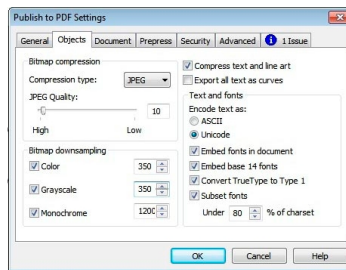 Publish to PDF Settings
General Objects Document Prepress Security Advanced 1 Issue
Bitmap compression
Compression type: JPEG
JPEG Quality:
10
High Low
Bitmap downsampling
Color 350
Grayscale 350
Monochrome 1200
Compress text and line art
Export all text as curves
Text and fonts
Encode text as:
ASCII
Unicode
Embed fonts in document
Embed base 14 fonts
Convert TrueType to Type 1
Subset fonts
Under 80 % of charset
OK Cancel Help